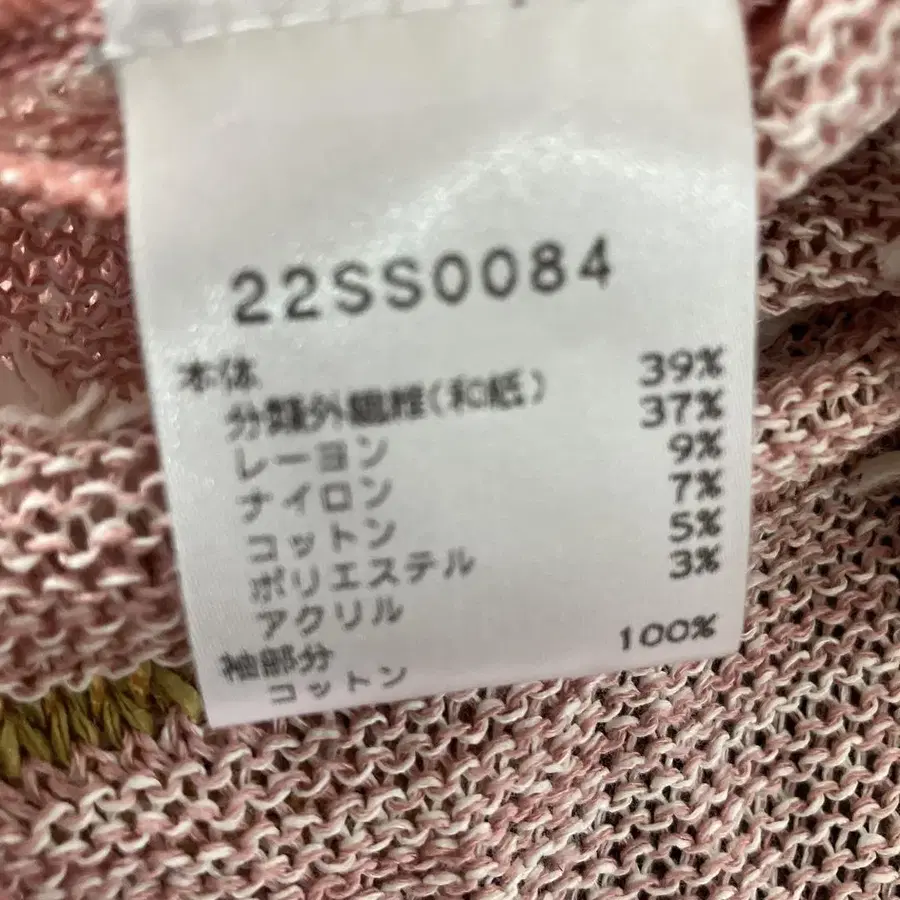 22SS0084
本体
分類外繊維(和紙) 39%
レーヨン 37%
ナイロン 9%
コットン 7%
ポリエステル 5%
アクリル 3%
袖部分
コットン 100%